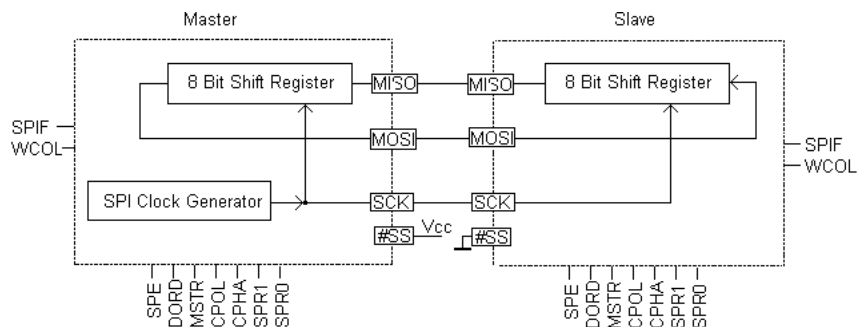 Master
Slave
8 Bit Shift Register
MISO
MISO
8 Bit Shift Register
SPIF
WCOL
MOSI
MOSI
SPIF
WCOL
SPI Clock Generator
SCK
SCK
#SS
Vcc
#SS
SPE
DORD
MSTR
CPOL
CPHA
SPR1
SPR0
SPE
DORD
MSTR
CPOL
CPHA
SPR1
SPR0